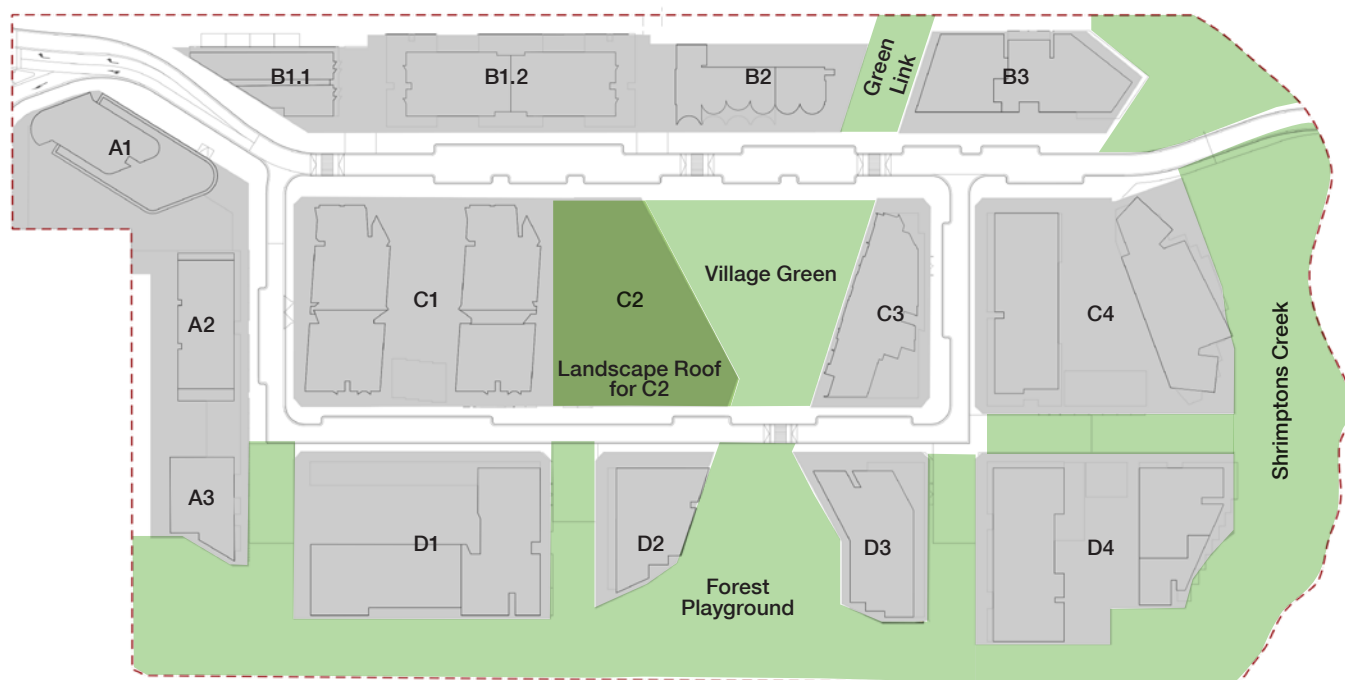 B1.1
B1.2
B2
Green
Link
B3
A1
A2
A3
C1
C2
Landscape Roof
for C2
Village Green
C3
C4
Shrimptons Creek
D1
D2
Forest
Playground
D3
D4